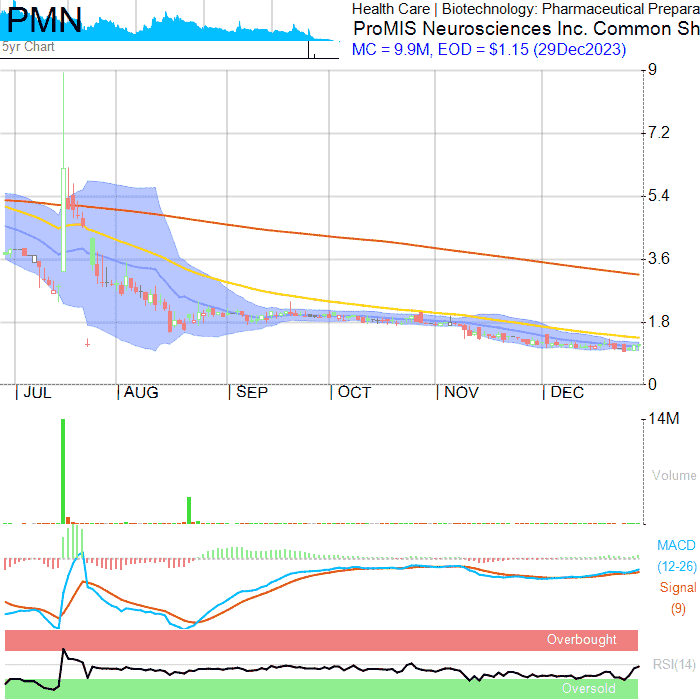 PMN
5yr Chart
Health Care | Biotechnology: Pharmaceutical Prepara
ProMIS Neurosciences Inc. Common Sh
MC = 9.9M, EOD = $1.15 (29Dec2023)
9
7.2
5.4
3.6
1.8
0
JUL AUG SEP OCT NOV DEC
14M
Volume
MACD
(12-26)
Signal
(9)
Overbought
RSI(14)
Oversold